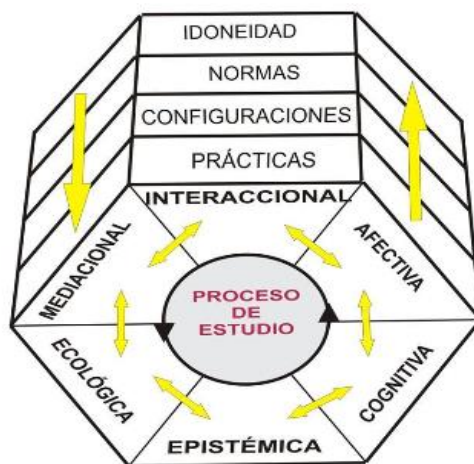 IDONEIDAD
NORMAS
CONFIGURACIONES
PRÁCTICAS
INTERACCIONAL
MEDIACIONAL
AFECTIVA
PROCESO
DE
ESTUDIO
ECOLÓGICA
COGNITIVA
EPISTÉMICA